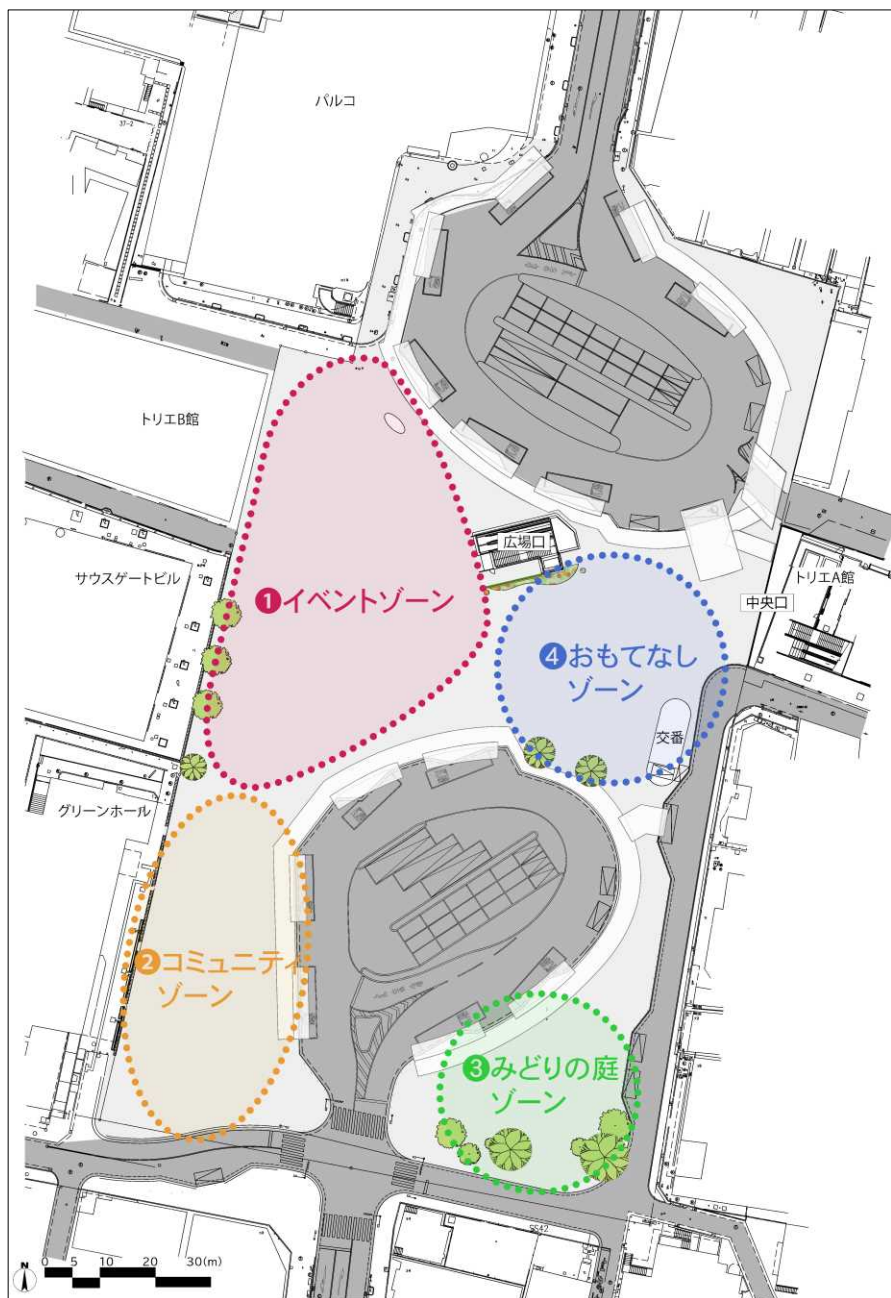 パルコ
37-2
トリエB館
広場口
サウスゲートビル
トリエA館
中央口
❶イベントゾーン
❹おもてなし
ゾーン
交番
グリーンホール
❷コミュニティ
ゾーン
❸みどりの庭
ゾーン
SS42
N
0 5 10 20 30(m)